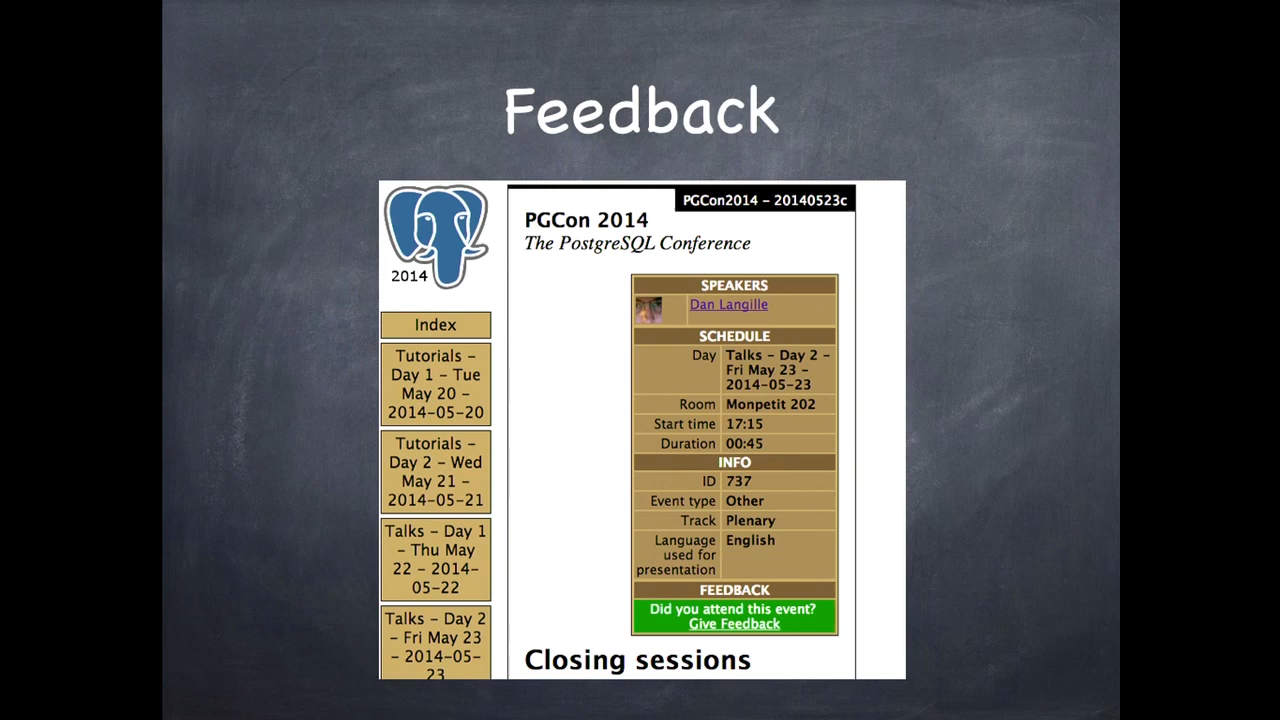 Feedback
2014
Index
Tutorials -
Day 1 - Tue
May 20 -
2014-05-20
Tutorials -
Day 2 - Wed
May 21 -
2014-05-21
Talks - Day 1
- Thu May
22 - 2014-
05-22
Talks - Day 2
- Fri May 23
- 2014-05-
23
PGCon2014 - 20140523c
PGCon 2014
The PostgreSQL Conference
SPEAKERS
Dan Langille
SCHEDULE
Day Talks - Day 2 -
Fri May 23 -
2014-05-23
Room Monpetit 202
Start time 17:15
Duration 00:45
INFO
ID 737
Event type Other
Track Plenary
Language English
used for
presentation
FEEDBACK
Did you attend this event?
Give Feedback
Closing sessions